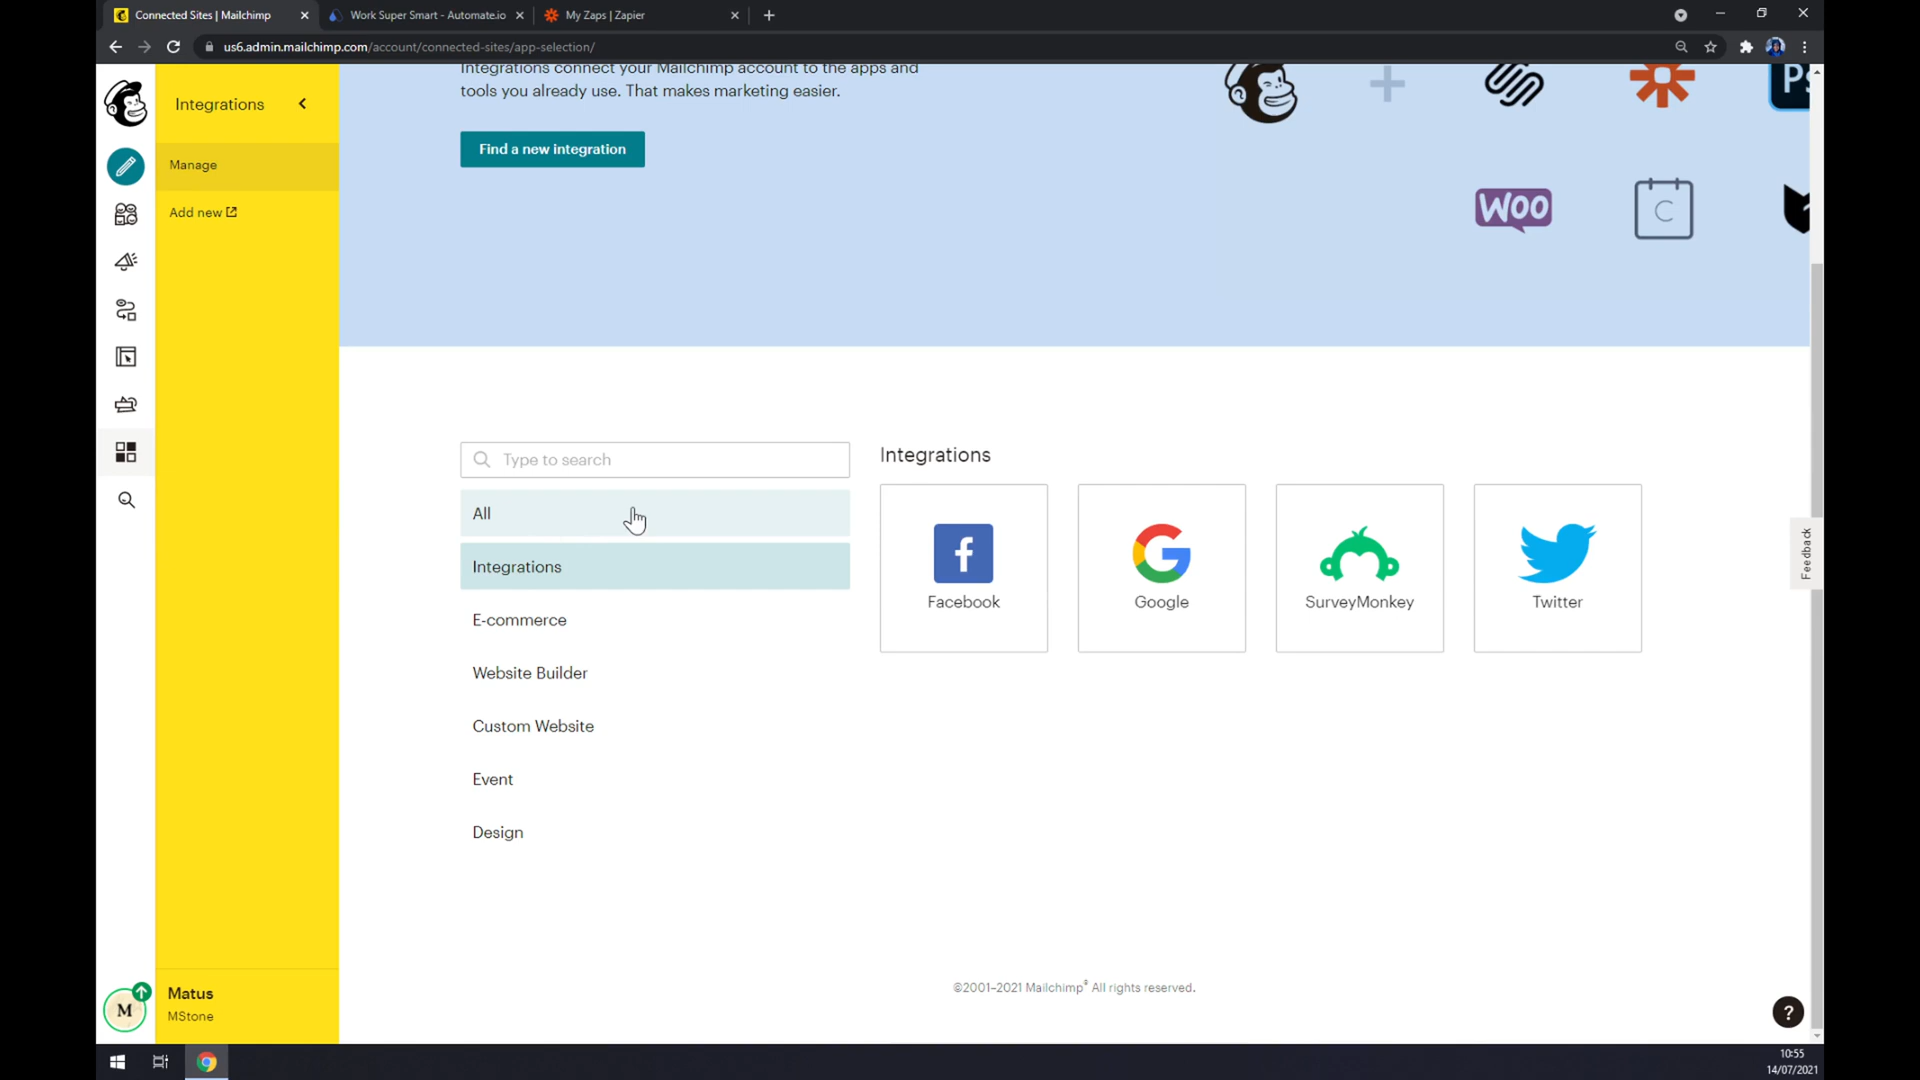 Connected Sites | Mailchimp
Work Super Smart - Automate.io
My Zaps | Zapier
us6.admin.mailchimp.com/account/connected-sites/app-selection/
Integrations
Manage
Add new
Integrations connect your Mailchimp account to the apps and
tools you already use. That makes marketing easier.
Find a new integration
Ps
WOO
C
Type to search
All
Integrations
E-commerce
Website Builder
Custom Website
Event
Design
Integrations
Facebook
Google
SurveyMonkey
Twitter
Feedback
©2001–2021 Mailchimp® All rights reserved.
M
Matus
MStone
?
10:55
14/07/2021